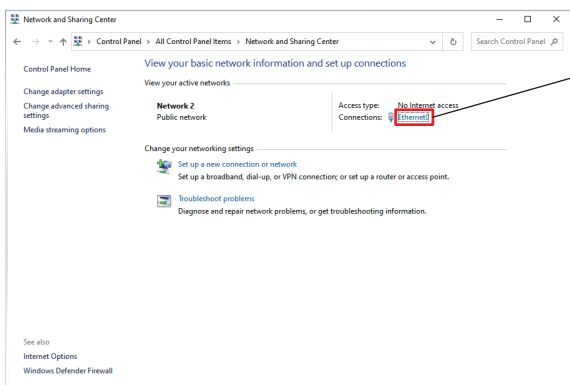 Network and Sharing Center
Control Panel > All Control Panel Items > Network and Sharing Center
Search Control Panel
Control Panel Home
Change adapter settings
Change advanced sharing
settings
Media streaming options
View your basic network information and set up connections
View your active networks
Network 2
Public network
Access type: No Internet access
Connections: Ethernet0
Change your networking settings
Set up a new connection or network
Set up a broadband, dial-up, or VPN connection; or set up a router or access point.
Troubleshoot problems
Diagnose and repair network problems, or get troubleshooting information.
See also
Internet Options
Windows Defender Firewall